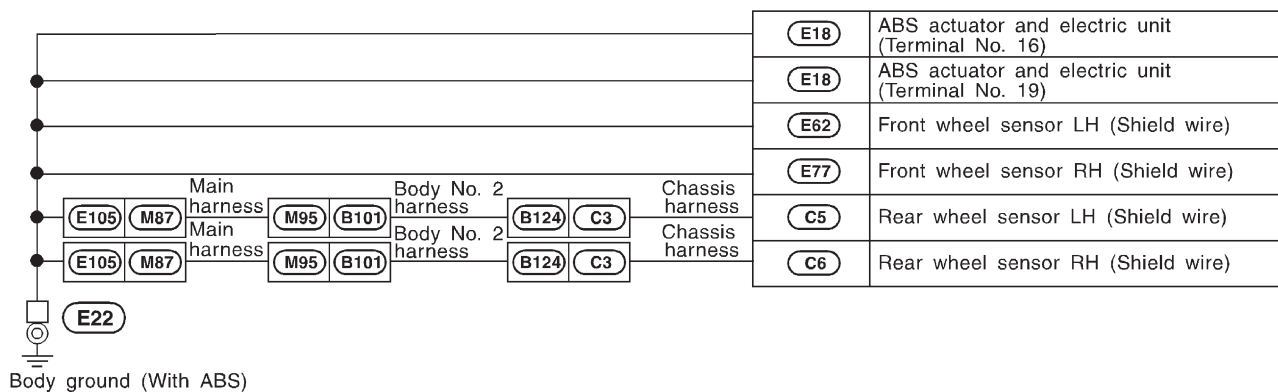 E18 ABS actuator and electric unit
(Terminal No. 16)
E18 ABS actuator and electric unit
(Terminal No. 19)
E62 Front wheel sensor LH (Shield wire)
E77 Front wheel sensor RH (Shield wire)
Main
harness
Body No. 2
harness
Chassis
harness
E105 M87 M95 B101 B124 C3 C5 Rear wheel sensor LH (Shield wire)
Main
harness
Body No. 2
harness
Chassis
harness
E105 M87 M95 B101 B124 C3 C6 Rear wheel sensor RH (Shield wire)
E22
Body ground (With ABS)